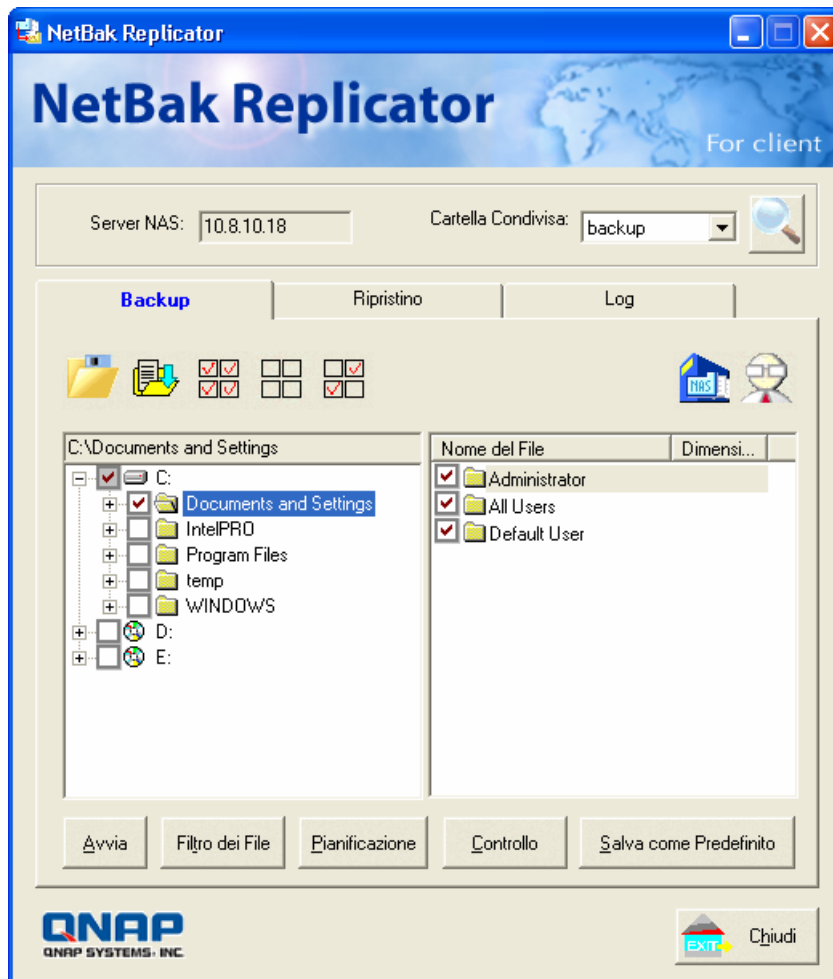 NetBak Replicator
NetBak Replicator
For client
Server NAS: 10.8.10.18 Cartella Condivisa: backup
Backup Ripristino Log
NAS
C:\Documents and Settings
C:
Documents and Settings
IntelPRO
Program Files
temp
WINDOWS
D:
E:
Nome del File Dimensi...
Administrator
All Users
Default User
Avvia Filtro dei File Pianificazione Controllo Salva come Predefinito
QNAP
QNAP SYSTEMS, INC
EXIT Chiudi